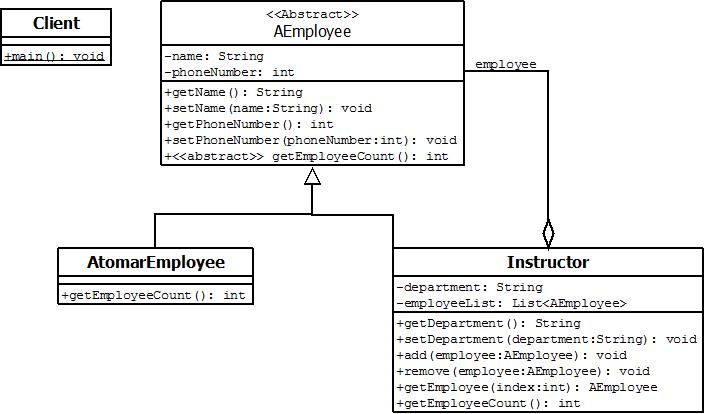 Client
+main(): void
<<Abstract>>
AEmployee
-name: String
-phoneNumber: int
+getName(): String
+setName(name:String): void
+getPhoneNumber(): int
+setPhoneNumber(phoneNumber:int): void
+<<abstract>> getEmployeeCount(): int
employee
AtomarEmployee
+getEmployeeCount(): int
Instructor
-department: String
-employeeList: List<AEmployee>
+getDepartment(): String
+setDepartment(department:String): void
+add(employee:AEmployee): void
+remove(employee:AEmployee): void
+getEmployee(index:int): AEmployee
+getEmployeeCount(): int